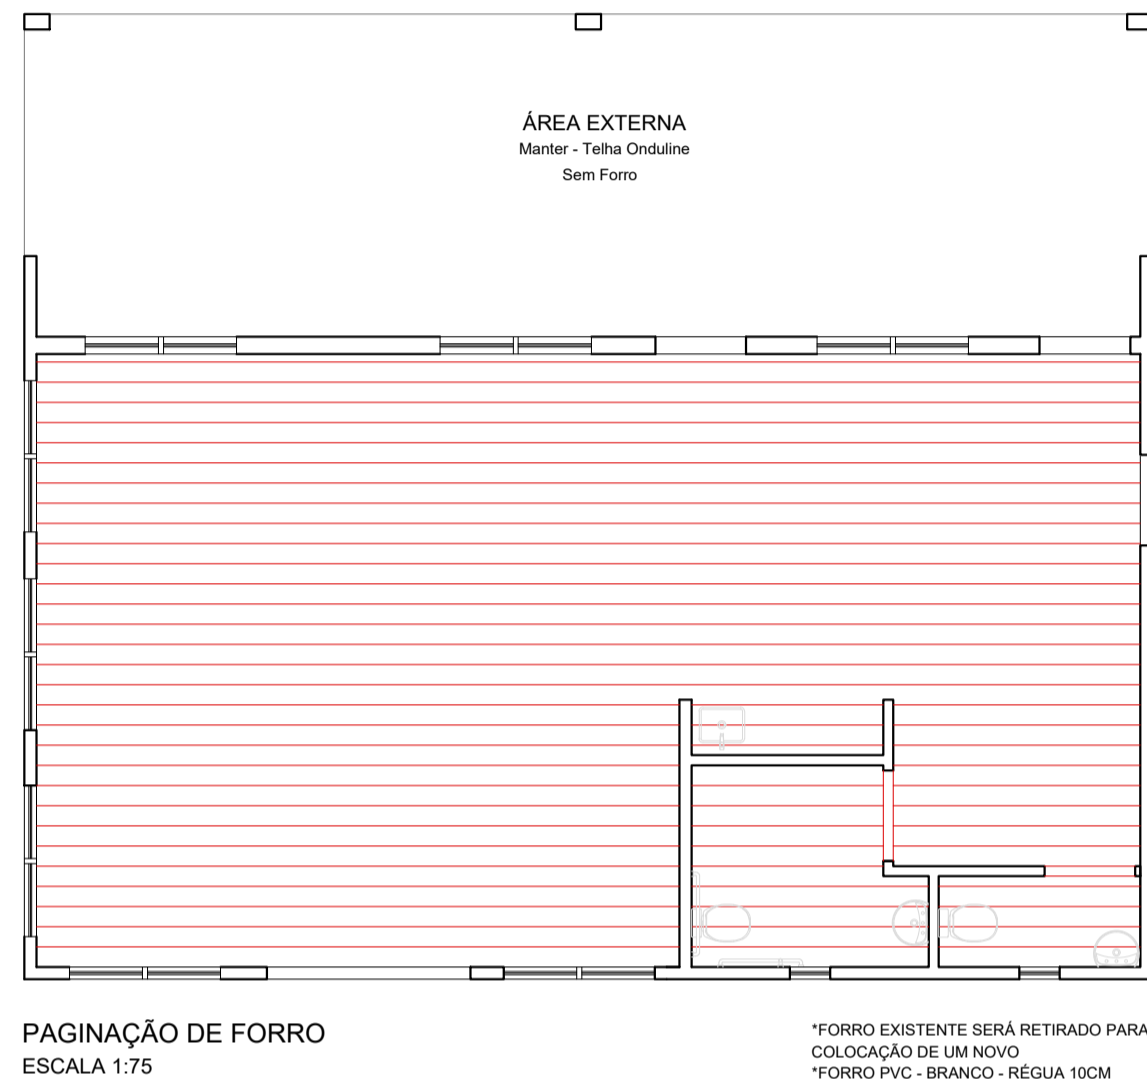 ÁREA EXTERNA
Manter - Telha Onduline
Sem Forro
PAGINAÇÃO DE FORRO
ESCALA 1:75
*FORRO EXISTENTE SERÁ RETIRADO PARA
COLOCAÇÃO DE UM NOVO
*FORRO PVC - BRANCO - RÉGUA 10CM